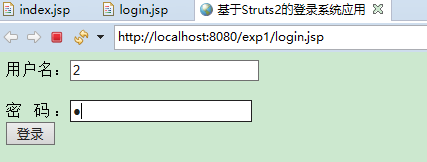 index.jsp login.jsp 基于Struts2的登录系统应用
http://localhost:8080/exp1/login.jsp
用户名：2
密 码：●
登录